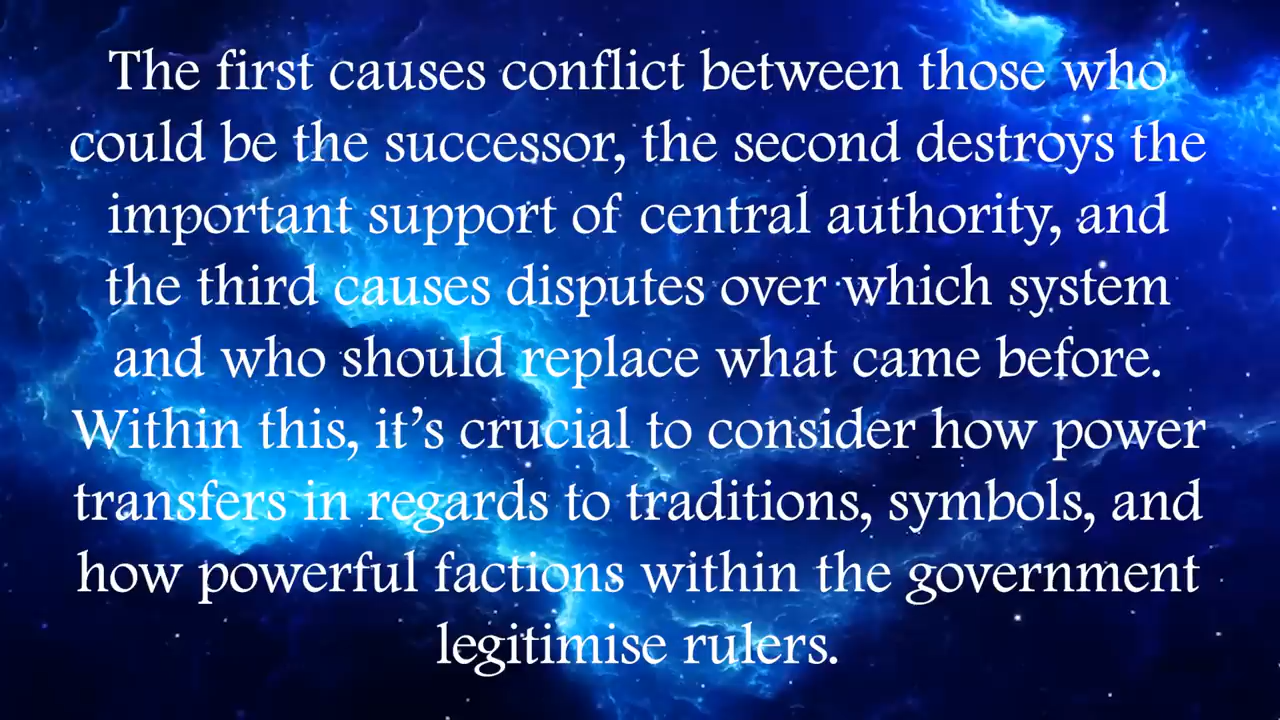 The first causes conflict between those who
could be the successor, the second destroys the
important support of central authority, and
the third causes disputes over which system
and who should replace what came before.
Within this, it’s crucial to consider how power
transfers in regards to traditions, symbols, and
how powerful factions within the government
legitimise rulers.